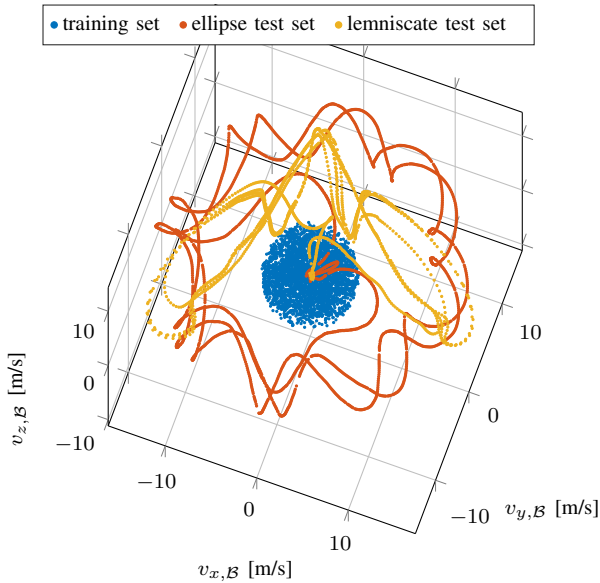 training set ellipse test set lemniscate test set
10
0
−10
v_{z,ℬ} [m/s]
−10
0
10
v_{x,ℬ} [m/s]
−10
0
10
v_{y,ℬ} [m/s]